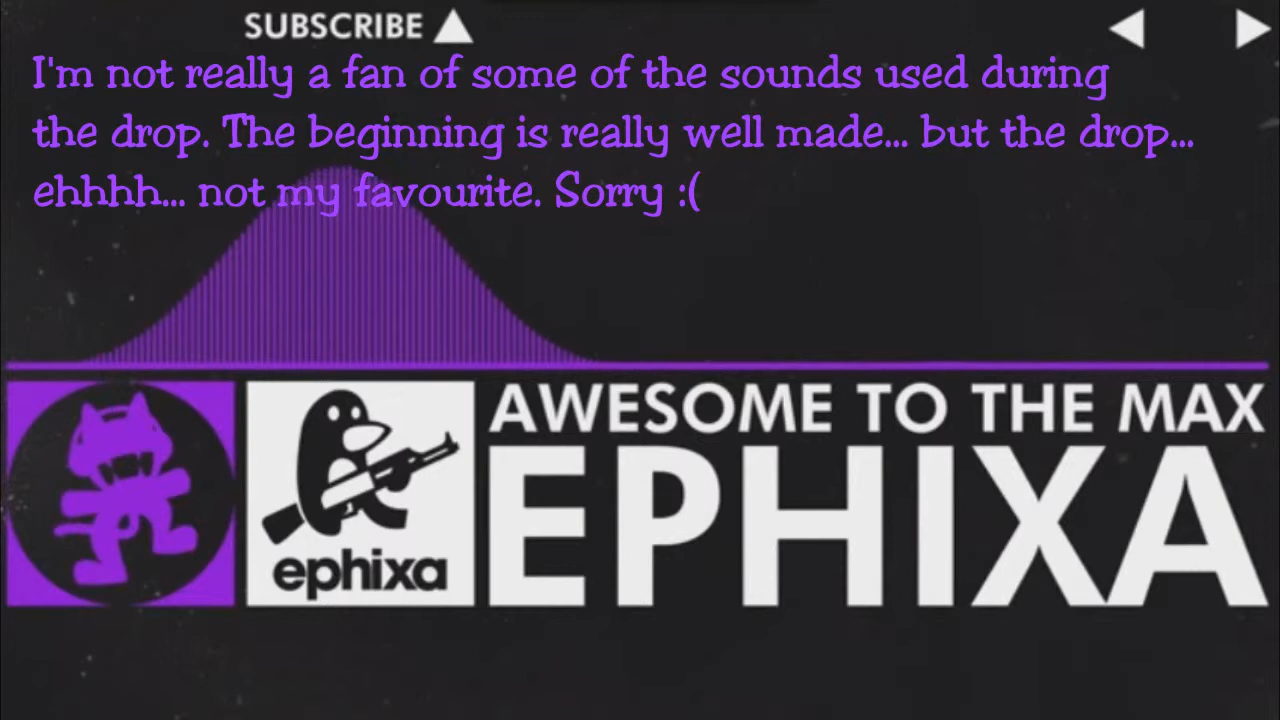 SUBSCRIBE
I'm not really a fan of some of the sounds used during
the drop. The beginning is really well made... but the drop...
ehhhh... not my favourite. Sorry :(
AWESOME TO THE MAX
EPHIXA
ephixa